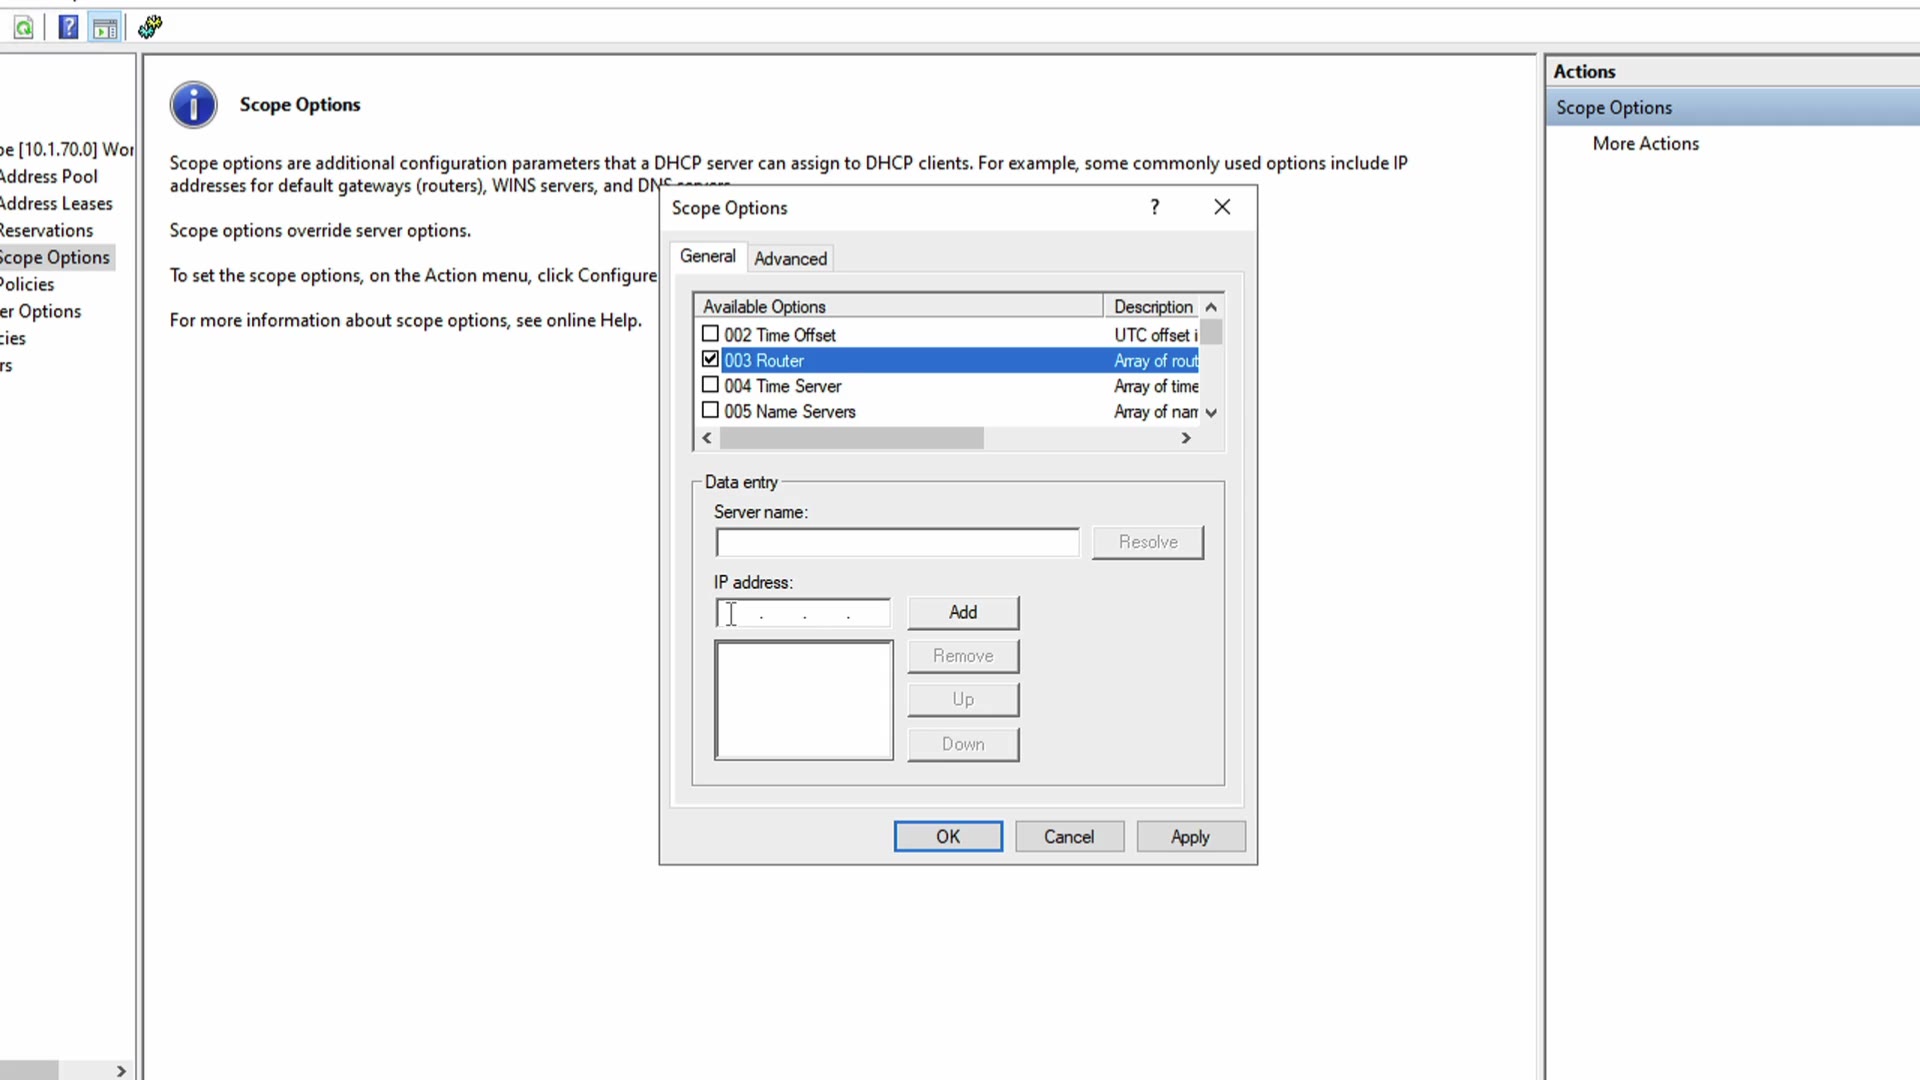 Actions
Scope Options
More Actions
pe [10.1.70.0] Wor
Address Pool
Address Leases
Reservations
Scope Options
Policies
er Options
cies
rs
Scope Options
Scope options are additional configuration parameters that a DHCP server can assign to DHCP clients. For example, some commonly used options include IP
addresses for default gateways (routers), WINS servers, and DNS servers.
Scope options override server options.
To set the scope options, on the Action menu, click Configure
For more information about scope options, see online Help.
Scope Options
General
Advanced
Available Options Description
002 Time Offset UTC offset i
003 Router Array of rout
004 Time Server Array of time
005 Name Servers Array of nam
Data entry
Server name:
Resolve
IP address:
. . .
Add
Remove
Up
Down
OK
Cancel
Apply